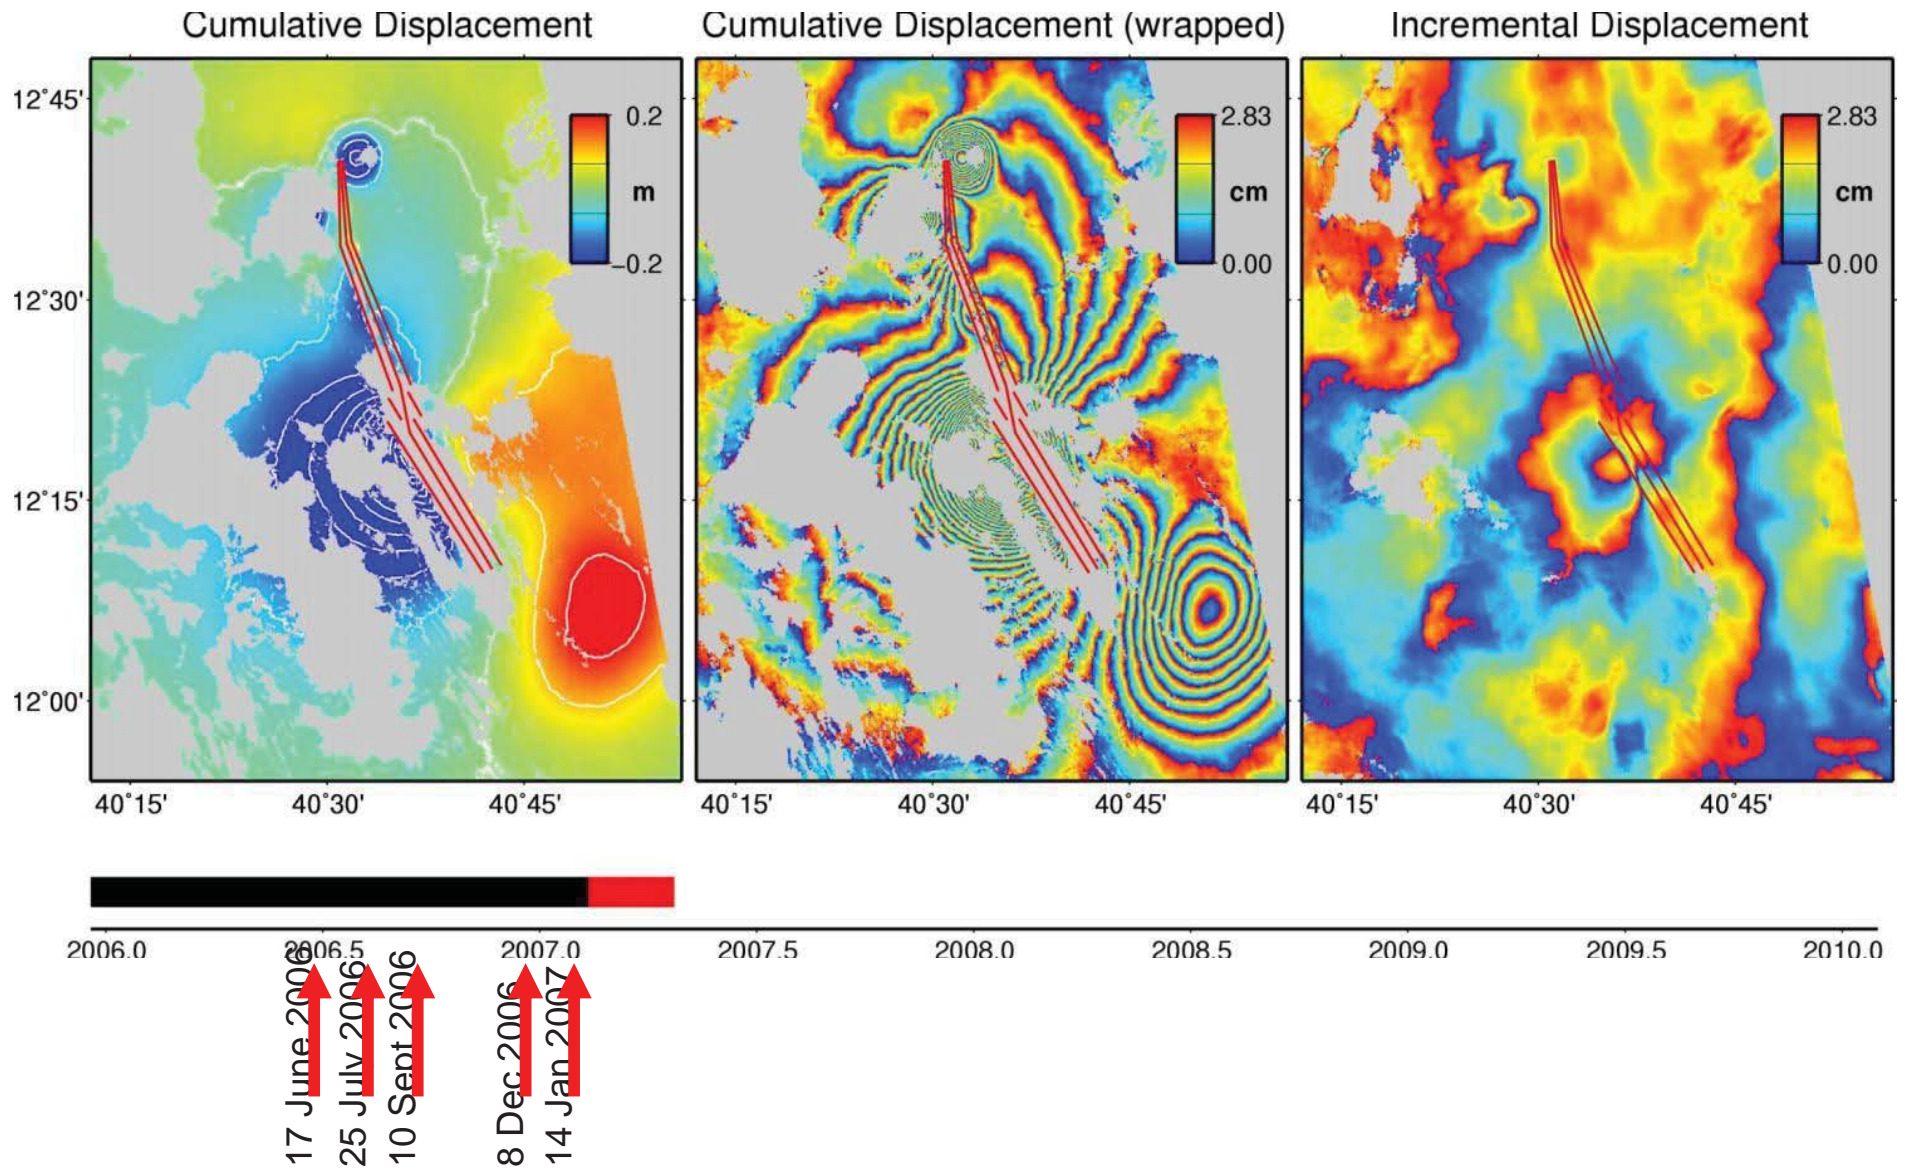 Cumulative Displacement
Cumulative Displacement (wrapped)
Incremental Displacement
12°45'
12°30'
12°15'
12°00'
0.2
m
−0.2
2.83
cm
0.00
2.83
cm
0.00
40°15'
40°30'
40°45'
40°15'
40°30'
40°45'
40°15'
40°30'
40°45'
2006.0
2006.5
2007.0
2007.5
2008.0
2008.5
2009.0
2009.5
2010.0
17 June 2006
25 July 2006
10 Sept 2006
8 Dec 2006
14 Jan 2007